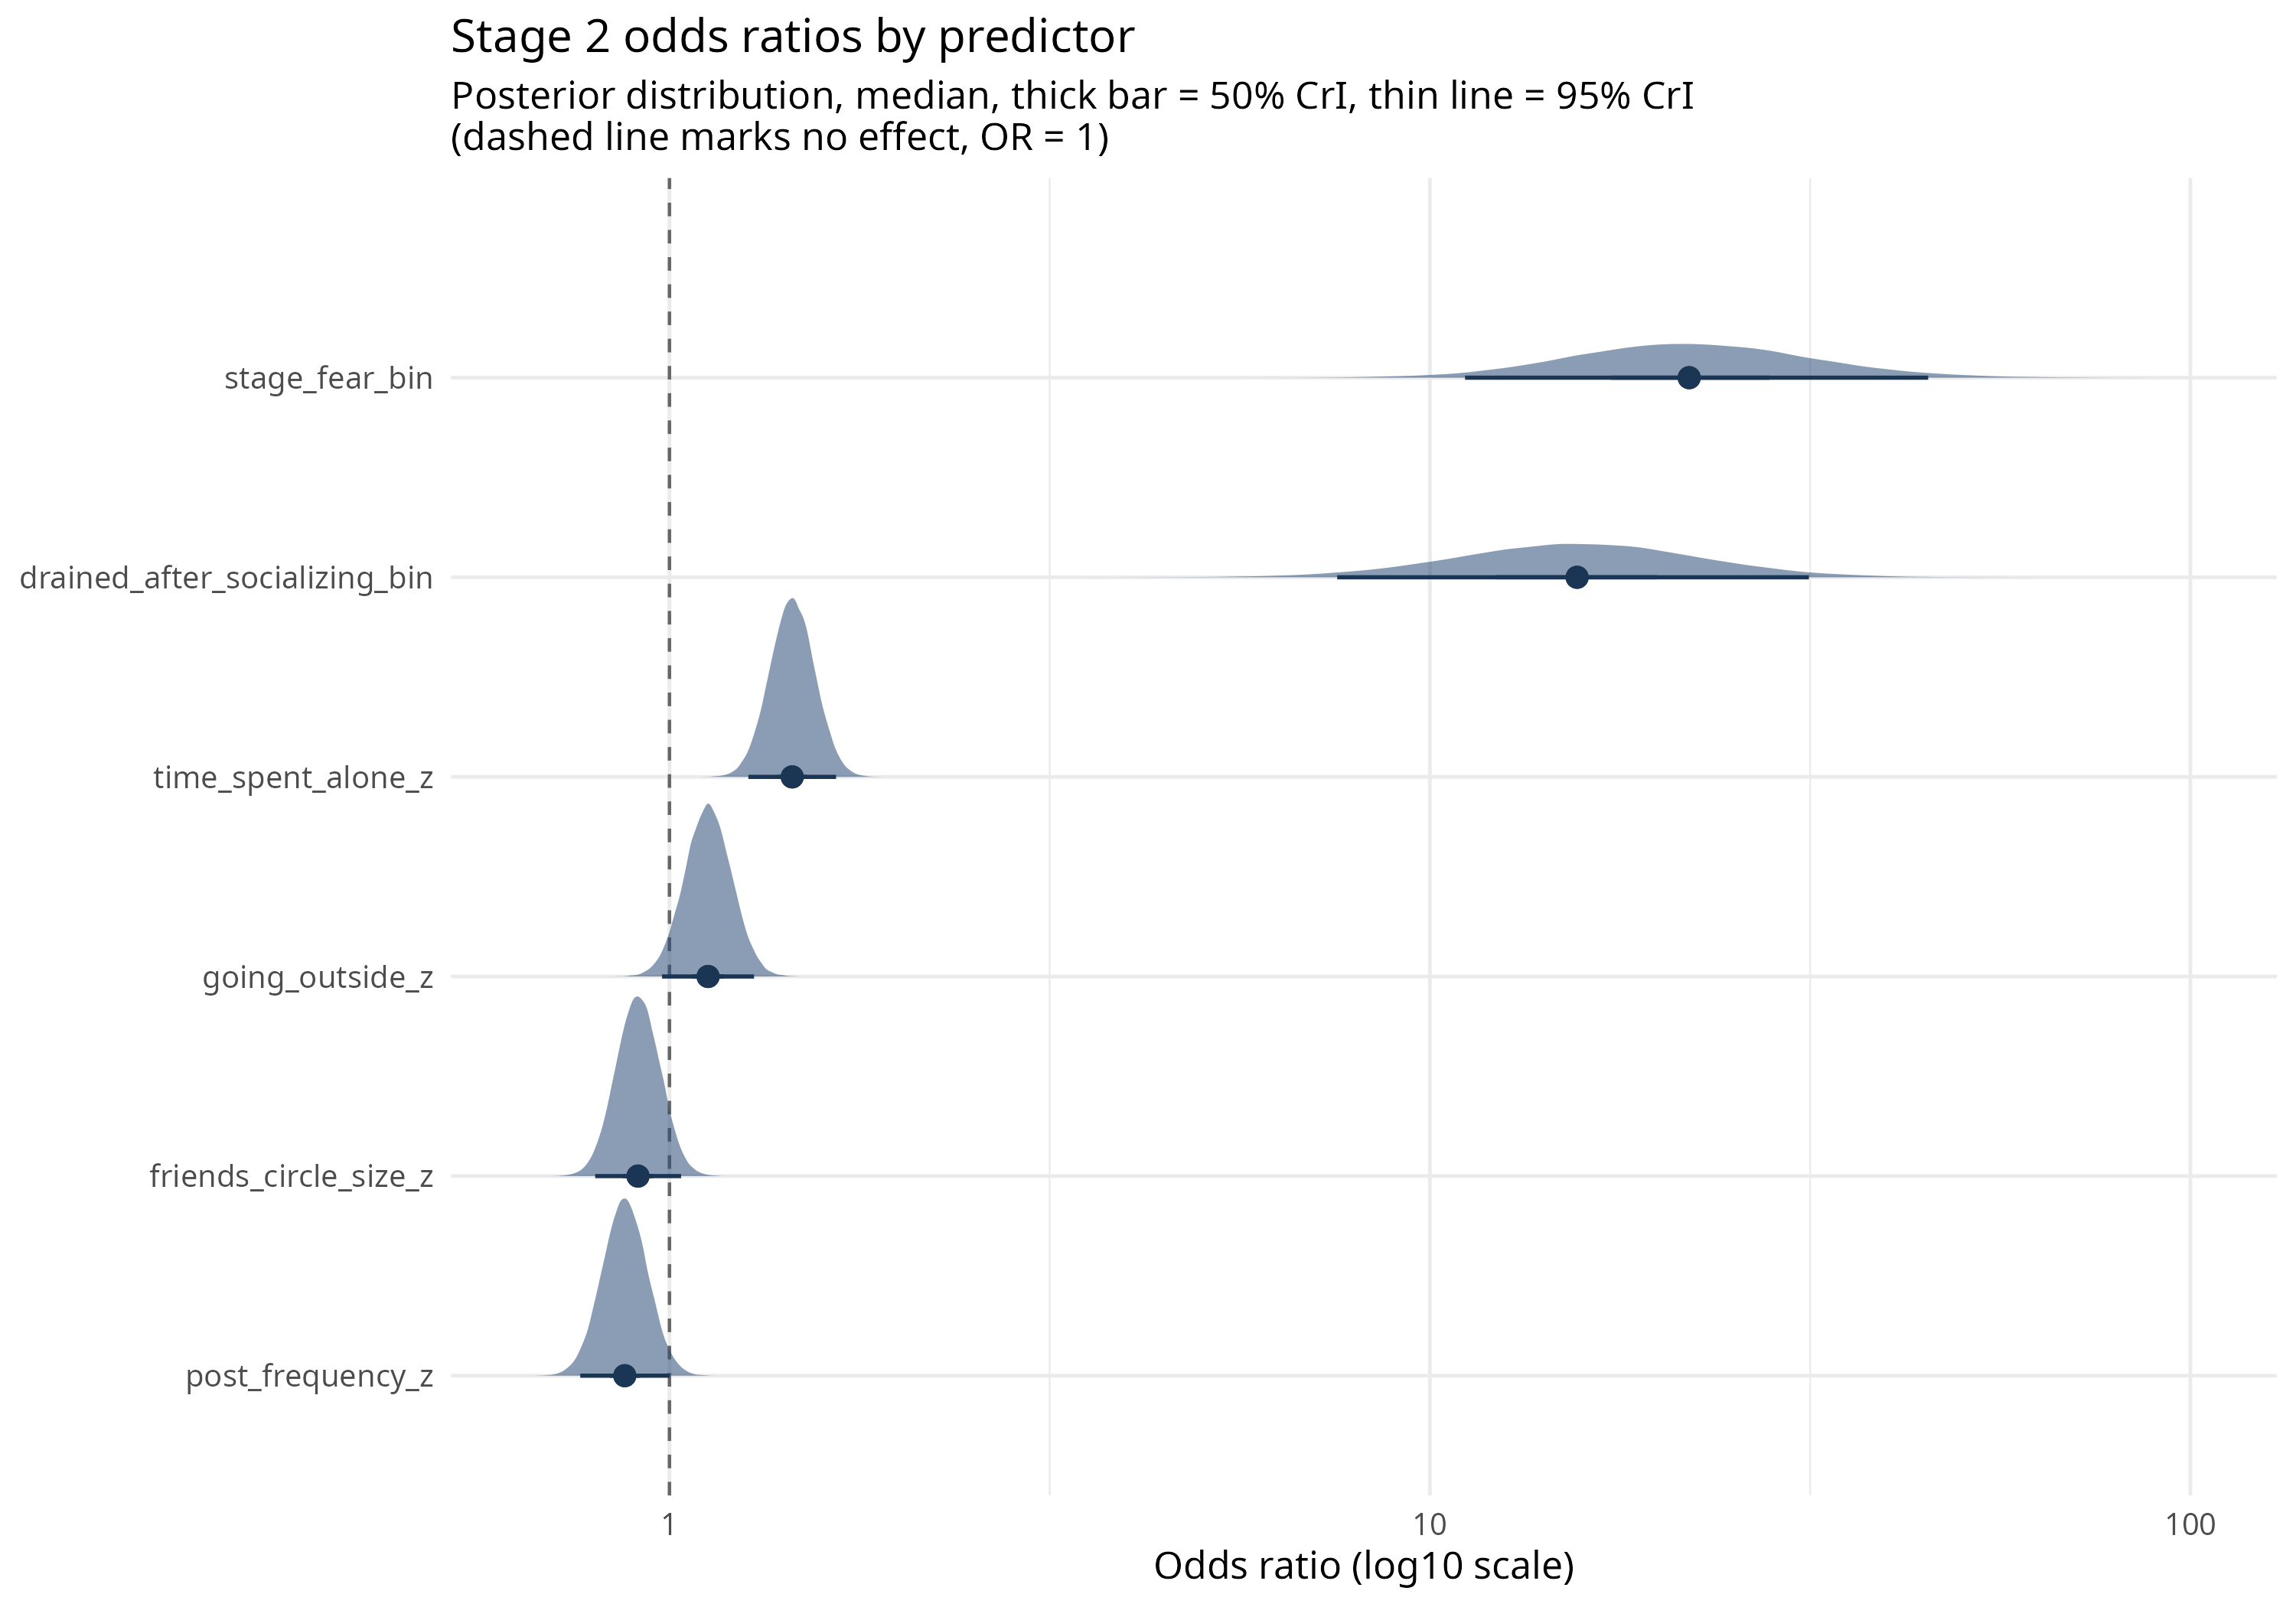 Stage 2 odds ratios by predictor
Posterior distribution, median, thick bar = 50% CrI, thin line = 95% CrI
(dashed line marks no effect, OR = 1)
stage_fear_bin
drained_after_socializing_bin
time_spent_alone_z
going_outside_z
friends_circle_size_z
post_frequency_z
1 10 100
Odds ratio (log10 scale)